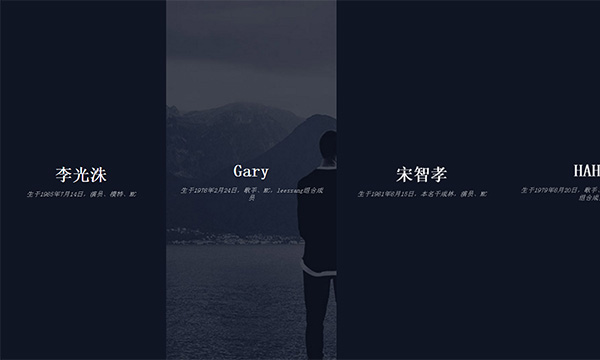 李光洙
生于1985年7月14日，演员、模特、MC
Gary
生于1978年2月24日，歌手、MC，leessang组合成
员
宋智孝
生于1981年8月15日，本名千成林，演员、MC
HAH
生于1979年8月20日，歌手
组合成